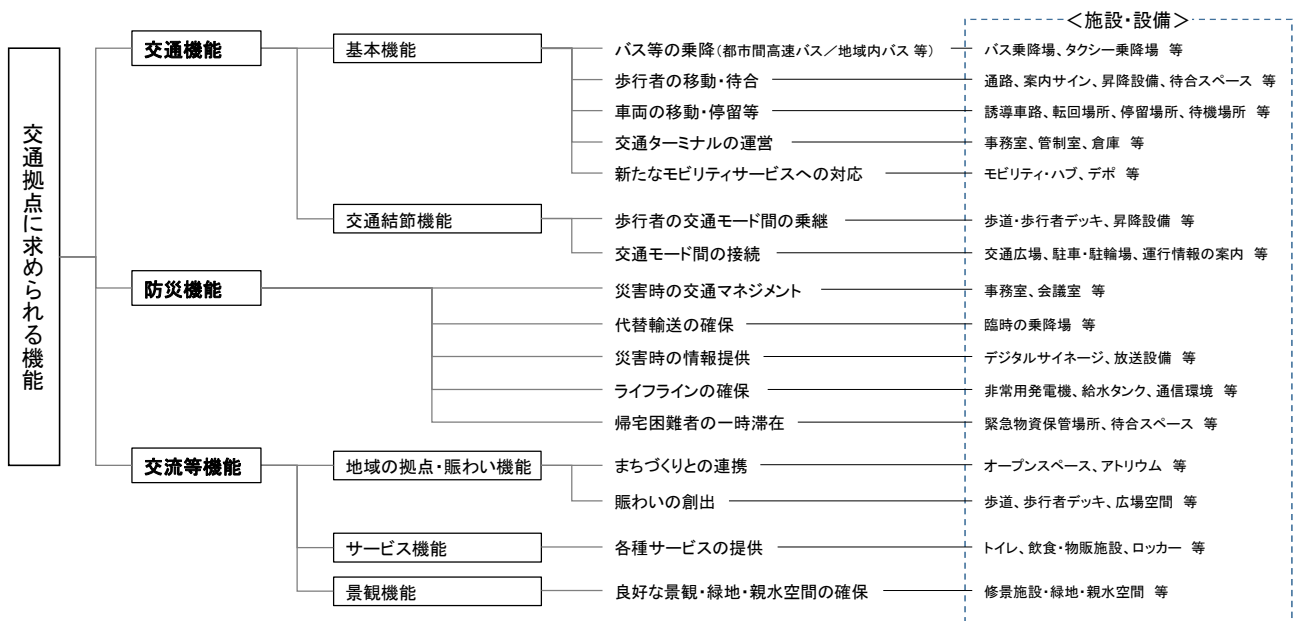 ＜施設・設備＞
交通拠点に求められる機能
交通機能
基本機能
バス等の乗降(都市間高速バス／地域内バス 等)
バス乗降場、タクシー乗降場 等
歩行者の移動・待合
通路、案内サイン、昇降設備、待合スペース 等
車両の移動・停留等
誘導車路、転回場所、停留場所、待機場所 等
交通ターミナルの運営
事務室、管制室、倉庫 等
新たなモビリティサービスへの対応
モビリティ・ハブ、デポ 等
交通結節機能
歩行者の交通モード間の乗継
歩道・歩行者デッキ、昇降設備 等
交通モード間の接続
交通広場、駐車・駐輪場、運行情報の案内 等
防災機能
災害時の交通マネジメント
事務室、会議室 等
代替輸送の確保
臨時の乗降場 等
災害時の情報提供
デジタルサイネージ、放送設備 等
ライフラインの確保
非常用発電機、給水タンク、通信環境 等
帰宅困難者の一時滞在
緊急物資保管場所、待合スペース 等
交流等機能
地域の拠点・賑わい機能
まちづくりとの連携
オープンスペース、アトリウム 等
賑わいの創出
歩道、歩行者デッキ、広場空間 等
サービス機能
各種サービスの提供
トイレ、飲食・物販施設、ロッカー 等
景観機能
良好な景観・緑地・親水空間の確保
修景施設・緑地・親水空間 等